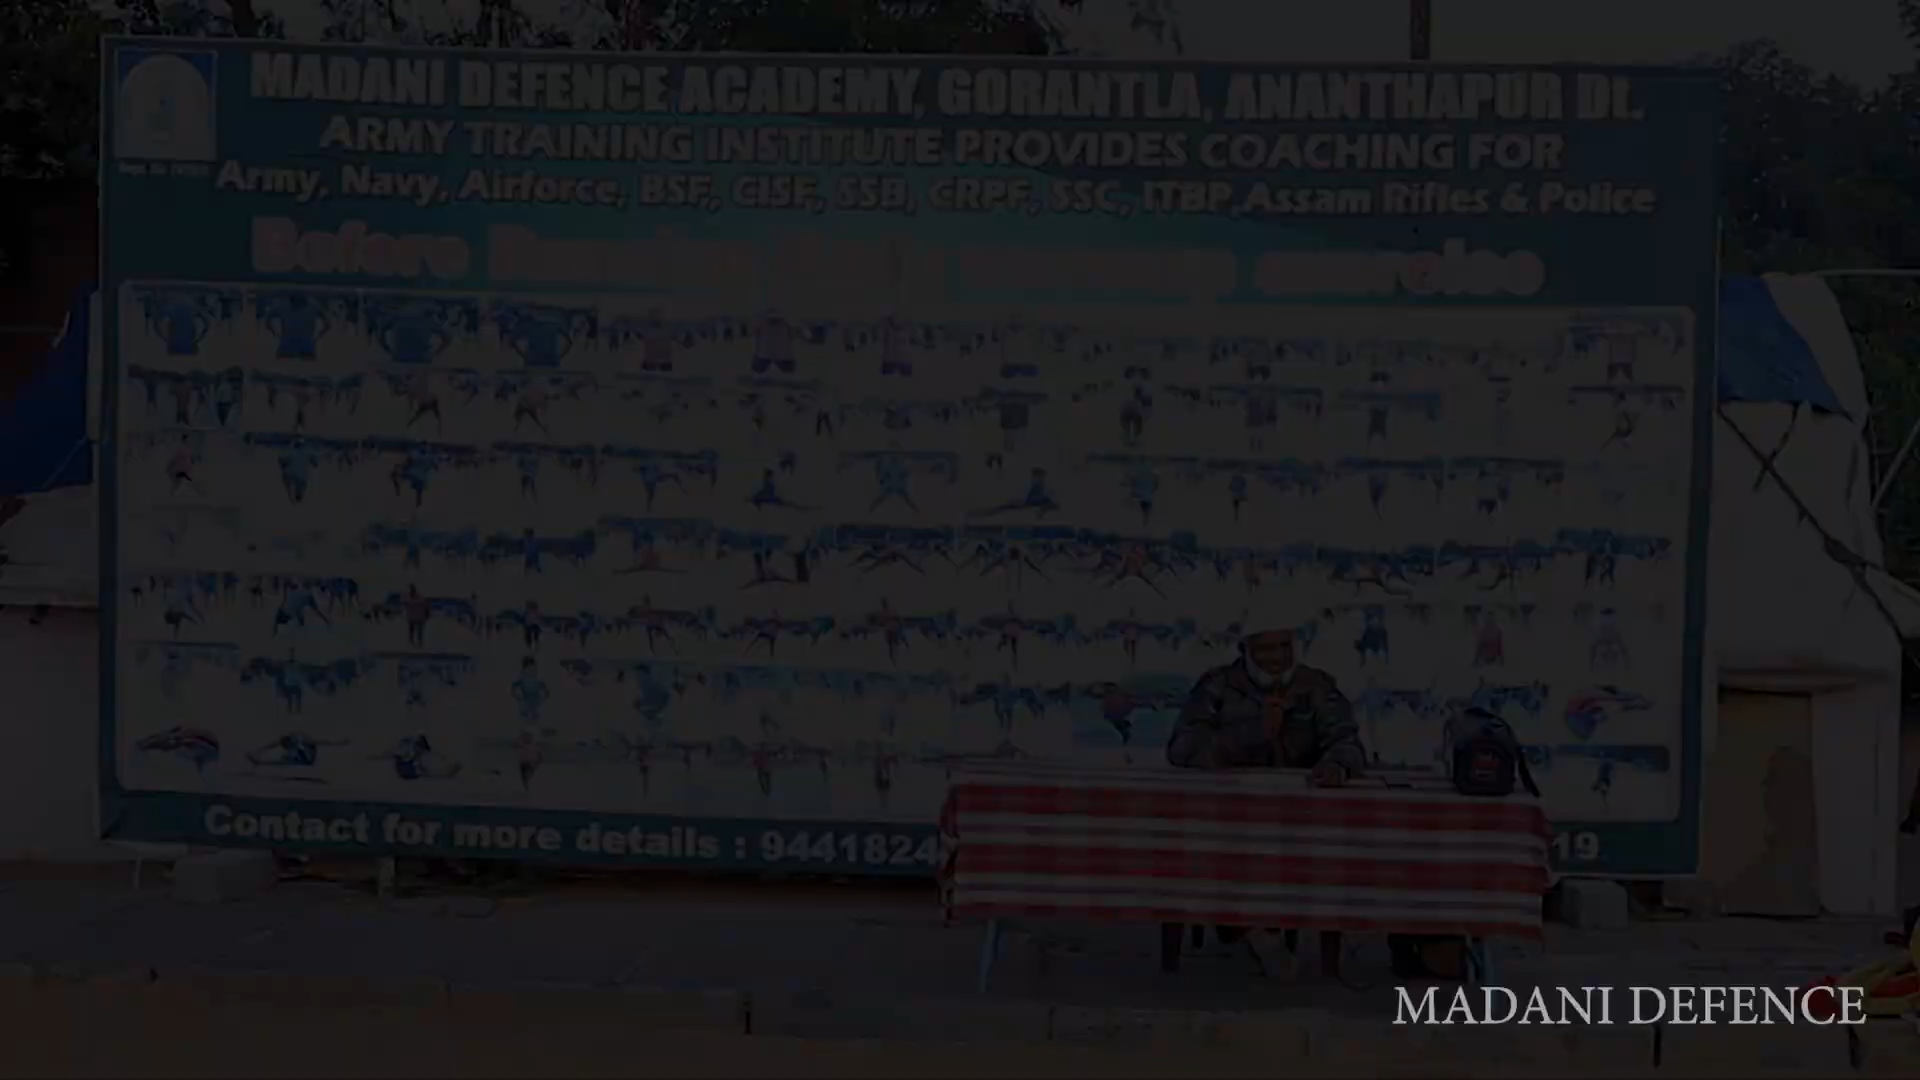 MADANI DEFENCE ACADEMY, GORANTLA, ANANTHAPUR Dt.
ARMY TRAINING INSTITUTE PROVIDES COACHING FOR
Army, Navy, Airforce, BSF, CISF, SSB, CRPF, SSC, ITBP, Assam Rifles & Police
Before
Contact for more details : 9441824
19
MADANI DEFENCE